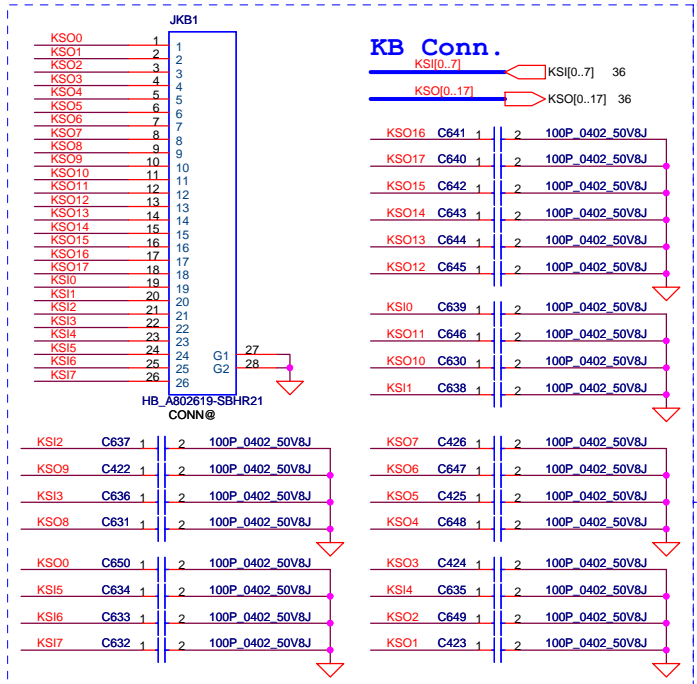 JKB1
KSO0 1 1
KSO1 2 2
KSO2 3 3
KSO3 4 4
KSO4 5 5
KSO5 6 6
KSO6 7 7
KSO7 8 8
KSO8 9 9
KSO9 10 10
KSO10 11 11
KSO11 12 12
KSO12 13 13
KSO13 14 14
KSO14 15 15
KSO15 16 16
KSO16 17 17
KSO17 18 18
KSI0 19 19
KSI1 20 20
KSI2 21 21
KSI3 22 22
KSI4 23 23
KSI5 24 24 G1 27
KSI6 25 25 G2 28
KSI7 26 26
HB_A802619-SBHR21
CONN@
KB Conn.
KSI[0..7] KSI[0..7] 36
KSO[0..17] KSO[0..17] 36
KSO16 C641 1 2 100P_0402_50V8J
KSO17 C640 1 2 100P_0402_50V8J
KSO15 C642 1 2 100P_0402_50V8J
KSO14 C643 1 2 100P_0402_50V8J
KSO13 C644 1 2 100P_0402_50V8J
KSO12 C645 1 2 100P_0402_50V8J
KSI0 C639 1 2 100P_0402_50V8J
KSO11 C646 1 2 100P_0402_50V8J
KSO10 C630 1 2 100P_0402_50V8J
KSI1 C638 1 2 100P_0402_50V8J
KSI2 C637 1 2 100P_0402_50V8J
KSO9 C422 1 2 100P_0402_50V8J
KSI3 C636 1 2 100P_0402_50V8J
KSO8 C631 1 2 100P_0402_50V8J
KSO7 C426 1 2 100P_0402_50V8J
KSO6 C647 1 2 100P_0402_50V8J
KSO5 C425 1 2 100P_0402_50V8J
KSO4 C648 1 2 100P_0402_50V8J
KSO0 C650 1 2 100P_0402_50V8J
KSI5 C634 1 2 100P_0402_50V8J
KSI6 C633 1 2 100P_0402_50V8J
KSI7 C632 1 2 100P_0402_50V8J
KSO3 C424 1 2 100P_0402_50V8J
KSI4 C635 1 2 100P_0402_50V8J
KSO2 C649 1 2 100P_0402_50V8J
KSO1 C423 1 2 100P_0402_50V8J